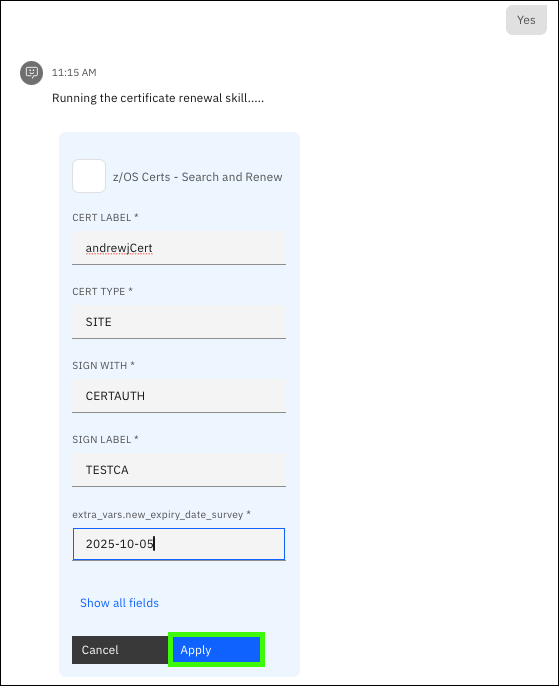 Yes
11:15 AM
Running the certificate renewal skill.....
z/OS Certs - Search and Renew
CERT LABEL *
andrewjCert
CERT TYPE *
SITE
SIGN WITH *
CERTAUTH
SIGN LABEL *
TESTCA
extra_vars.new_expiry_date_survey *
2025-10-05
Show all fields
Cancel
Apply